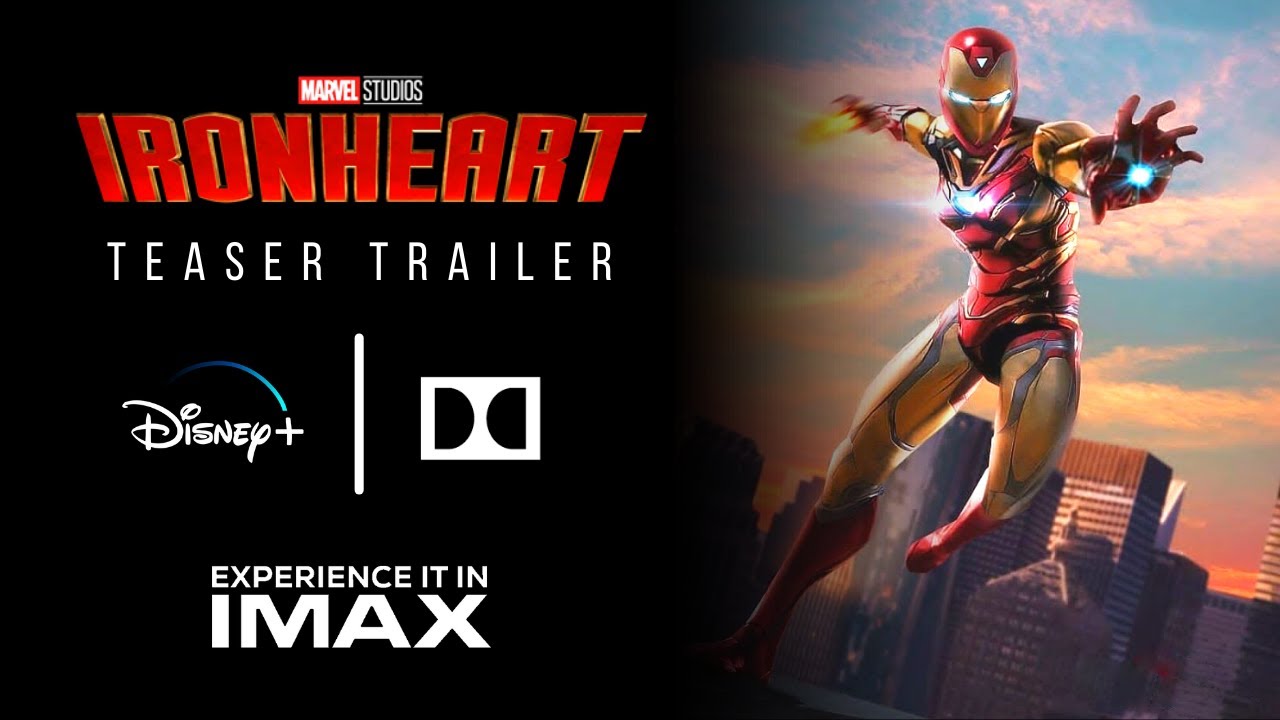 MARVEL STUDIOS
IRONHEART
TEASER TRAILER
Disney+
EXPERIENCE IT IN
IMAX